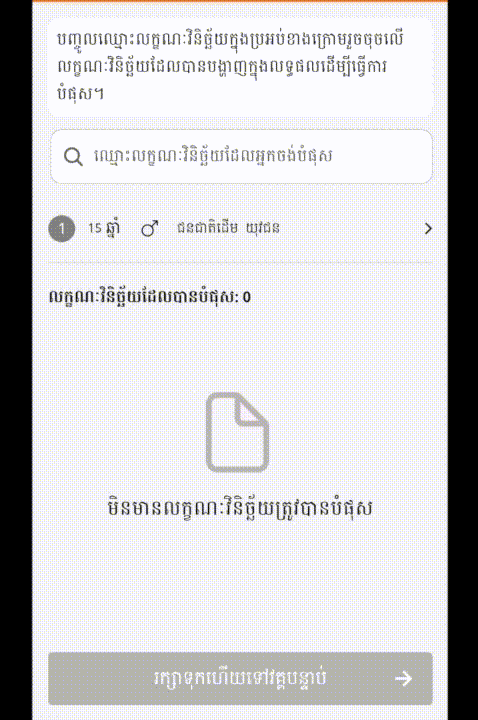 បញ្ចូលឈ្មោះលក្ខណៈវិនិច្ឆ័យក្នុងប្រអប់ខាងក្រោមរួចចុចលើ
លក្ខណៈវិនិច្ឆ័យដែលបានបង្ហាញក្នុងលទ្ធផលដើម្បីធ្វើការ
បំផុស។
ឈ្មោះលក្ខណៈវិនិច្ឆ័យដែលអ្នកចង់បំផុស
1 15 ឆ្នាំ ជនជាតិដើម យុវជន
លក្ខណៈវិនិច្ឆ័យដែលបានបំផុស: 0
មិនមានលក្ខណៈវិនិច្ឆ័យត្រូវបានបំផុស
រក្សាទុកហើយទៅវគ្គបន្ទាប់